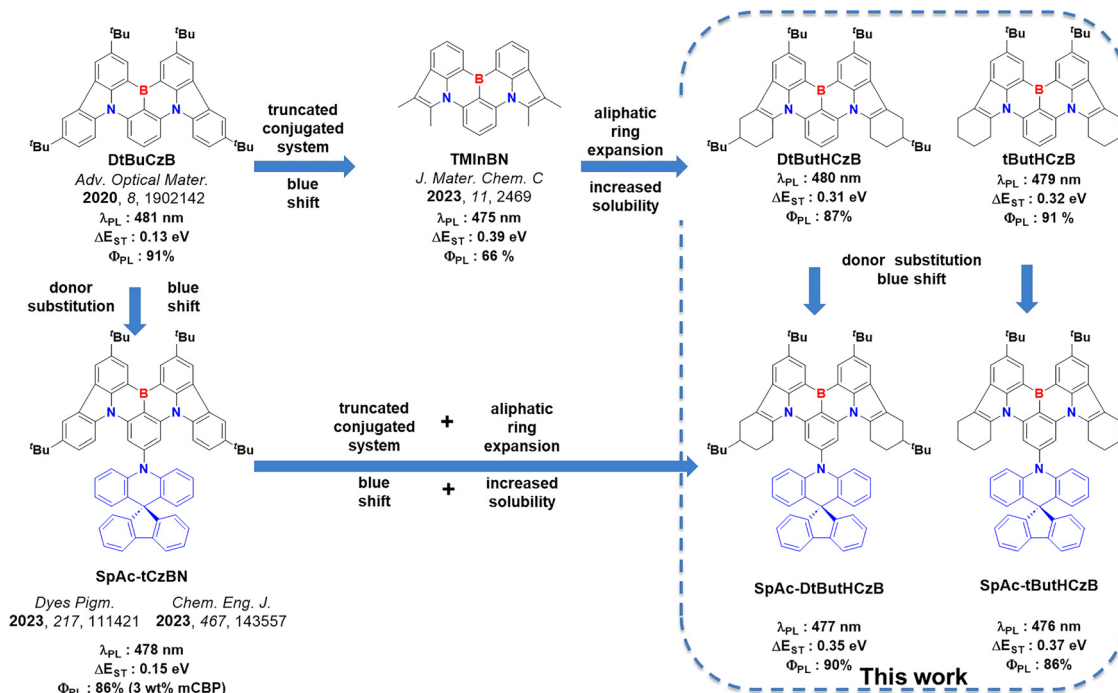 tBu
tBu
B
N
N
tBu
tBu
DtBuCzB
Adv. Optical Mater.
2020, 8, 1902142
λPL : 481 nm
ΔEST : 0.13 eV
ΦPL : 91%
truncated
conjugated
system
blue
shift
B
N
N
TMInBN
J. Mater. Chem. C
2023, 11, 2469
λPL : 475 nm
ΔEST : 0.39 eV
ΦPL : 66 %
aliphatic
ring
expansion
increased
solubility
tBu
tBu
B
N
N
tBu
tBu
DtButHCzB
λPL : 480 nm
ΔEST : 0.31 eV
ΦPL : 87%
tBu
tBu
B
N
N
tButHCzB
λPL : 479 nm
ΔEST : 0.32 eV
ΦPL : 91 %
donor
substitution
blue
shift
donor substitution
blue shift
tBu
tBu
B
N
N
tBu
tBu
N
SpAc-tCzBN
Dyes Pigm.
2023, 217, 111421
Chem. Eng. J.
2023, 467, 143557
λPL : 478 nm
ΔEST : 0.15 eV
ΦPL : 86% (3 wt% mCBP)
truncated
conjugated
system
+
aliphatic
ring
expansion
blue
shift
+
increased
solubility
tBu
tBu
B
N
N
tBu
tBu
N
SpAc-DtButHCzB
λPL : 477 nm
ΔEST : 0.35 eV
ΦPL : 90%
tBu
tBu
B
N
N
N
SpAc-tButHCzB
λPL : 476 nm
ΔEST : 0.37 eV
ΦPL : 86%
This work